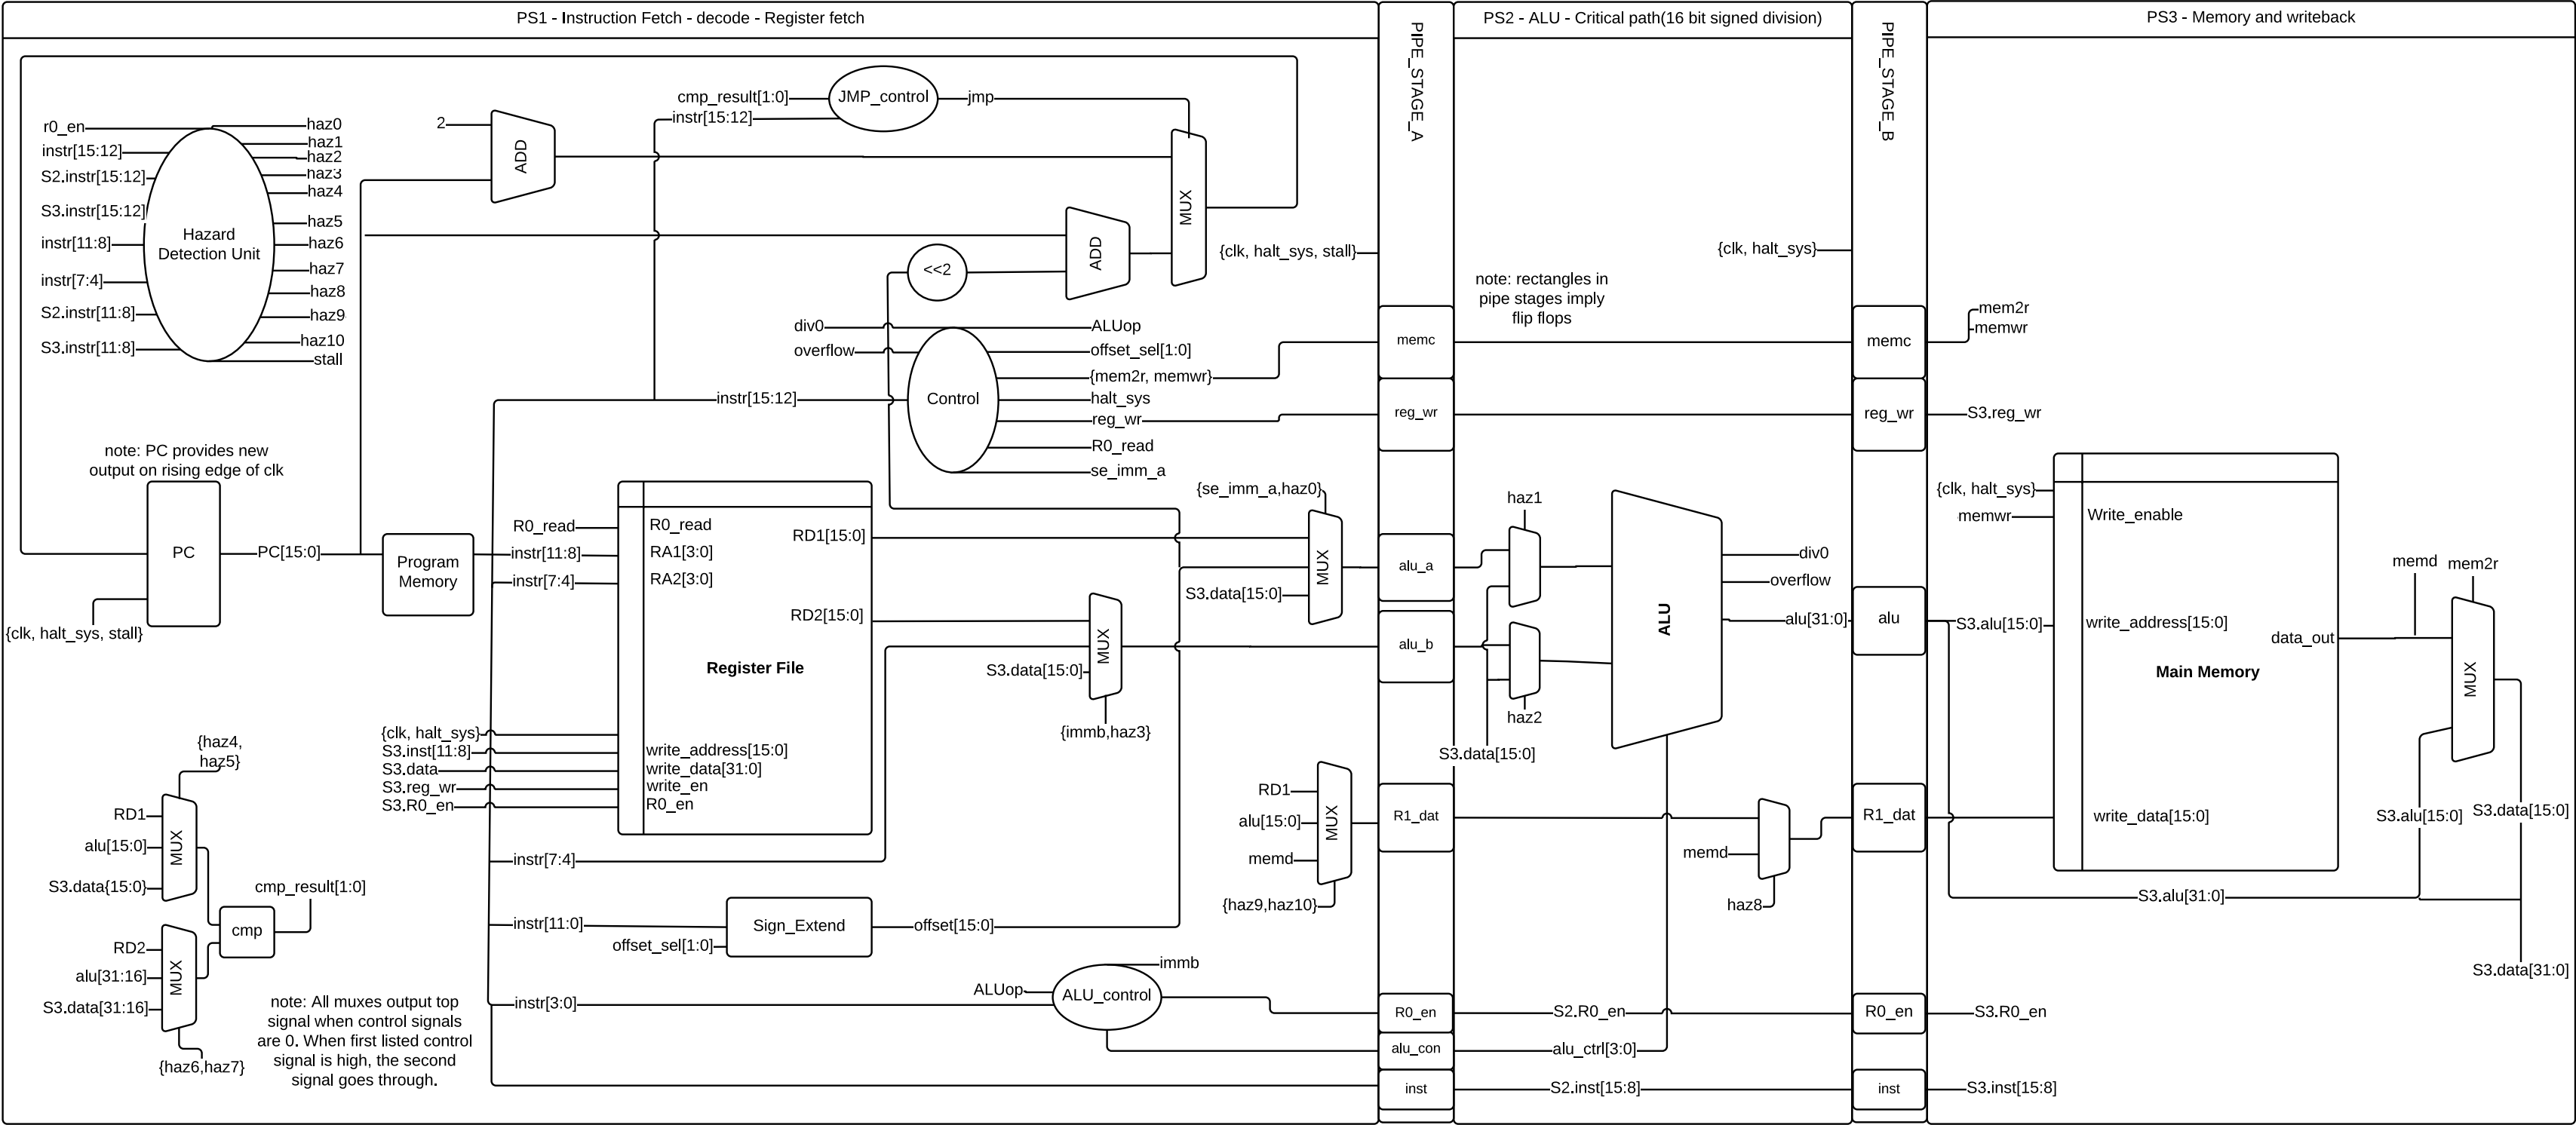 PS1 - Instruction Fetch - decode - Register fetch
PIPE_STAGE_A
PS2 - ALU - Critical path(16 bit signed division)
PIPE_STAGE_B
PS3 - Memory and writeback
r0_en
instr[15:12]
S2.instr[15:12]
S3.instr[15:12]
instr[11:8]
instr[7:4]
S2.instr[11:8]
S3.instr[11:8]
Hazard
Detection Unit
haz0
haz1
haz2
haz3
haz4
haz5
haz6
haz7
haz8
haz9
haz10
stall
2
ADD
cmp_result[1:0]
instr[15:12]
JMP_control
jmp
MUX
ADD
<<2
{clk, halt_sys, stall}
div0
overflow
instr[15:12]
Control
ALUop
offset_sel[1:0]
{mem2r, memwr}
halt_sys
reg_wr
R0_read
se_imm_a
note: PC provides new
output on rising edge of clk
PC
PC[15:0]
{clk, halt_sys, stall}
Program
Memory
R0_read
instr[11:8]
instr[7:4]
R0_read
RA1[3:0]
RA2[3:0]
RD1[15:0]
RD2[15:0]
Register File
{clk, halt_sys}
S3.inst[11:8]
S3.data
S3.reg_wr
S3.R0_en
write_address[15:0]
write_data[31:0]
write_en
R0_en
{se_imm_a,haz0}
MUX
S3.data[15:0]
MUX
S3.data[15:0]
{immb,haz3}
instr[7:4]
instr[11:0]
offset_sel[1:0]
Sign_Extend
offset[15:0]
RD1
alu[15:0]
memd
MUX
{haz9,haz10}
ALUop
instr[3:0]
ALU_control
immb
{haz4,
haz5}
RD1
alu[15:0]
S3.data{15:0}
MUX
cmp_result[1:0]
cmp
RD2
alu[31:16]
S3.data[31:16]
MUX
{haz6,haz7}
note: All muxes output top
signal when control signals
are 0. When first listed control
signal is high, the second
signal goes through.
memc
reg_wr
alu_a
alu_b
R1_dat
R0_en
alu_con
inst
note: rectangles in
pipe stages imply
flip flops
{clk, halt_sys}
haz1
haz2
S3.data[15:0]
ALU
div0
overflow
alu[31:0]
memd
haz8
S2.R0_en
alu_ctrl[3:0]
S2.inst[15:8]
memc
reg_wr
alu
R1_dat
R0_en
inst
mem2r
memwr
S3.reg_wr
{clk, halt_sys}
memwr
Write_enable
S3.alu[15:0]
write_address[15:0]
data_out
Main Memory
write_data[15:0]
memd
mem2r
MUX
S3.alu[15:0]
S3.data[15:0]
S3.alu[31:0]
S3.data[31:0]
S3.R0_en
S3.inst[15:8]